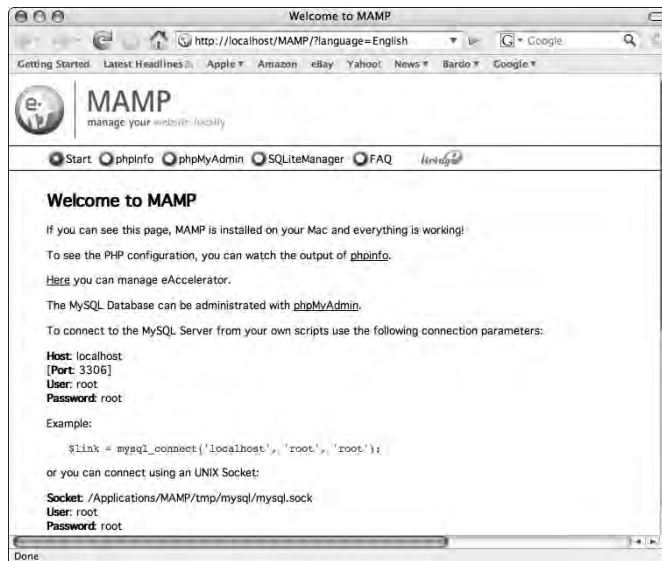 Welcome to MAMP
http://localhost/MAMP/?language=English
G Google
Getting Started Latest Headlines Apple Amazon eBay Yahoo! News Bardo Google
e.
MAMP
manage your website locally
Start phpInfo phpMyAdmin SQLiteManager FAQ living-e
Welcome to MAMP
If you can see this page, MAMP is installed on your Mac and everything is working!
To see the PHP configuration, you can watch the output of phpinfo.
Here you can manage eAccelerator.
The MySQL Database can be administrated with phpMyAdmin.
To connect to the MySQL Server from your own scripts use the following connection parameters:
Host: localhost
[Port: 3306]
User: root
Password: root
Example:
$link = mysql_connect('localhost', 'root', 'root');
or you can connect using an UNIX Socket:
Socket: /Applications/MAMP/tmp/mysql/mysql.sock
User: root
Password: root
Done